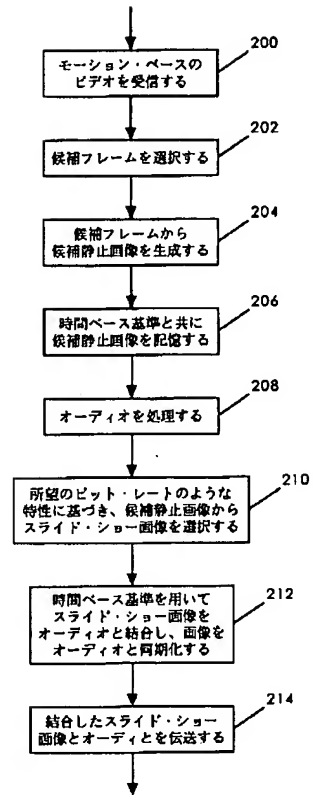 200
モーション・ベースの
ビデオを受信する
202
候補フレームを選択する
204
候補フレームから
候補静止画像を生成する
206
時間ベース基準と共に
候補静止画像を記憶する
208
オーディオを処理する
210
所望のビット・レートのような
特性に基づき、候補静止画像から
スライド・ショー画像を選択する
212
時間ベース基準を用いて
スライド・ショー画像を
オーディオと結合し、画像を
オーディオと同期化する
214
結合したスライド・ショー
画像とオーディとを伝送する